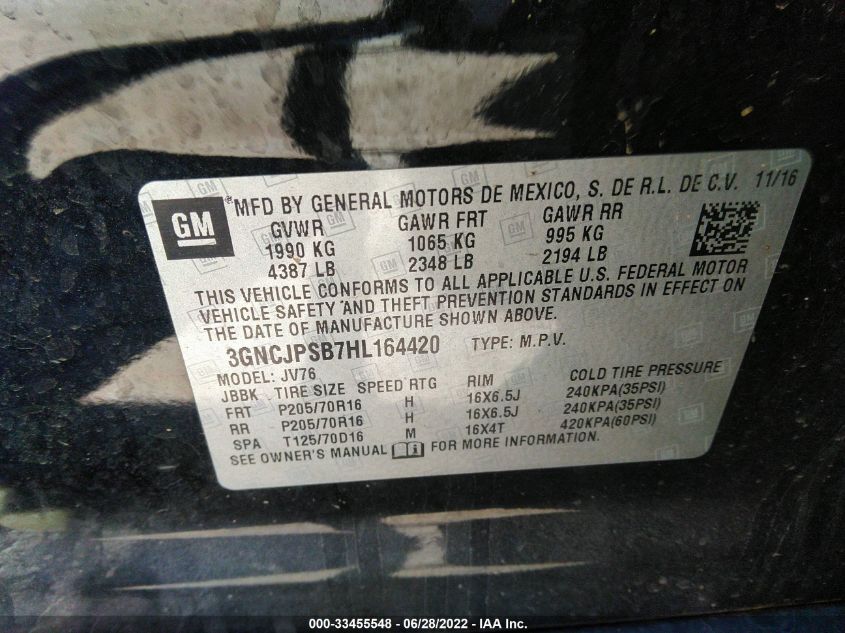 GM ®MFD BY GENERAL MOTORS DE MEXICO, S. DE R.L. DE C.V. 11/16
GVWR GAWR FRT GAWR RR
1990 KG 1065 KG 995 KG
4387 LB 2348 LB 2194 LB
THIS VEHICLE CONFORMS TO ALL APPLICABLE U.S. FEDERAL MOTOR
VEHICLE SAFETY AND THEFT PREVENTION STANDARDS IN EFFECT ON
THE DATE OF MANUFACTURE SHOWN ABOVE.
3GNCJPSB7HL164420 TYPE: M.P.V.
MODEL: JV76
JBBK TIRE SIZE SPEED RTG RIM COLD TIRE PRESSURE
FRT P205/70R16 H 16X6.5J 240KPA(35PSI)
RR P205/70R16 H 16X6.5J 240KPA(35PSI)
SPA T125/70D16 M 16X4T 420KPA(60PSI)
SEE OWNER'S MANUAL FOR MORE INFORMATION.
000-33455548 - 06/28/2022 - IAA Inc.